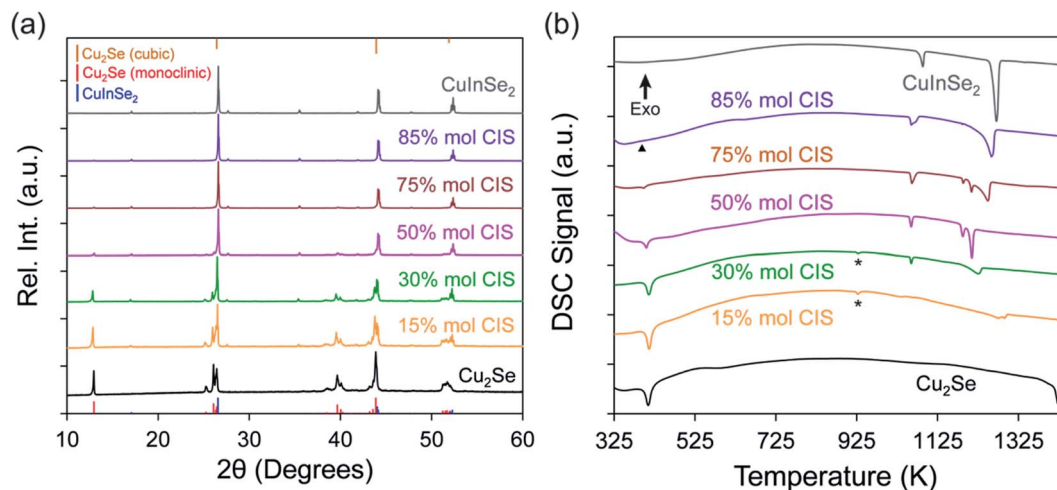 (a)
Cu₂Se (cubic)
Cu₂Se (monoclinic)
CuInSe₂
CuInSe₂
85% mol CIS
75% mol CIS
50% mol CIS
30% mol CIS
15% mol CIS
Cu₂Se
Rel. Int. (a.u.)
10 20 30 40 50 60
2θ (Degrees)
(b)
Exo
CuInSe₂
85% mol CIS
75% mol CIS
50% mol CIS
30% mol CIS
*
15% mol CIS
*
Cu₂Se
DSC Signal (a.u.)
325 525 725 925 1125 1325
Temperature (K)